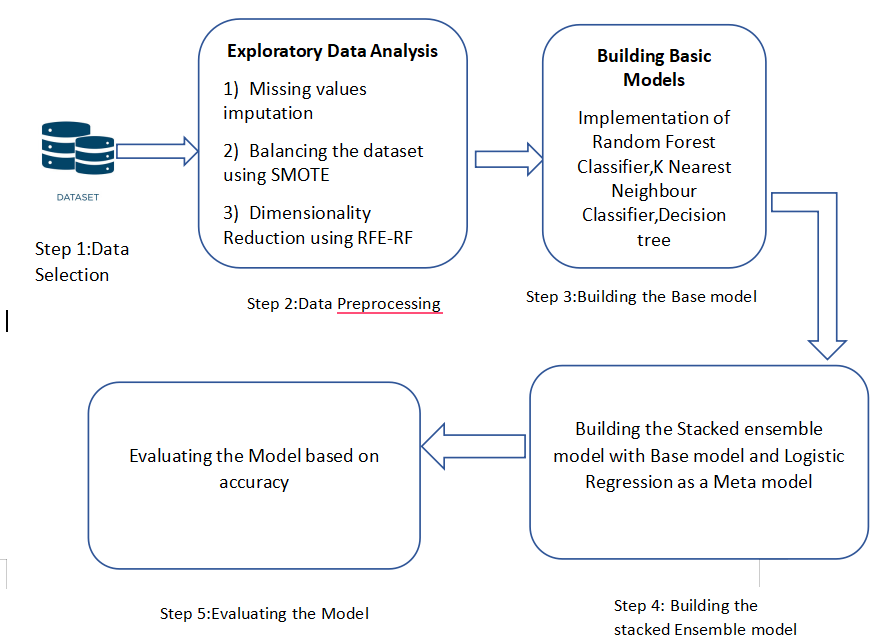 DATASET
Step 1:Data
Selection
Exploratory Data Analysis
1) Missing values
imputation
2) Balancing the dataset
using SMOTE
3) Dimensionality
Reduction using RFE-RF
Step 2:Data Preprocessing
Building Basic
Models
Implementation of
Random Forest
Classifier,K Nearest
Neighbour
Classifier,Decision
tree
Step 3:Building the Base model
Building the Stacked ensemble
model with Base model and Logistic
Regression as a Meta model
Step 4: Building the
stacked Ensemble model
Evaluating the Model based on
accuracy
Step 5:Evaluating the Model